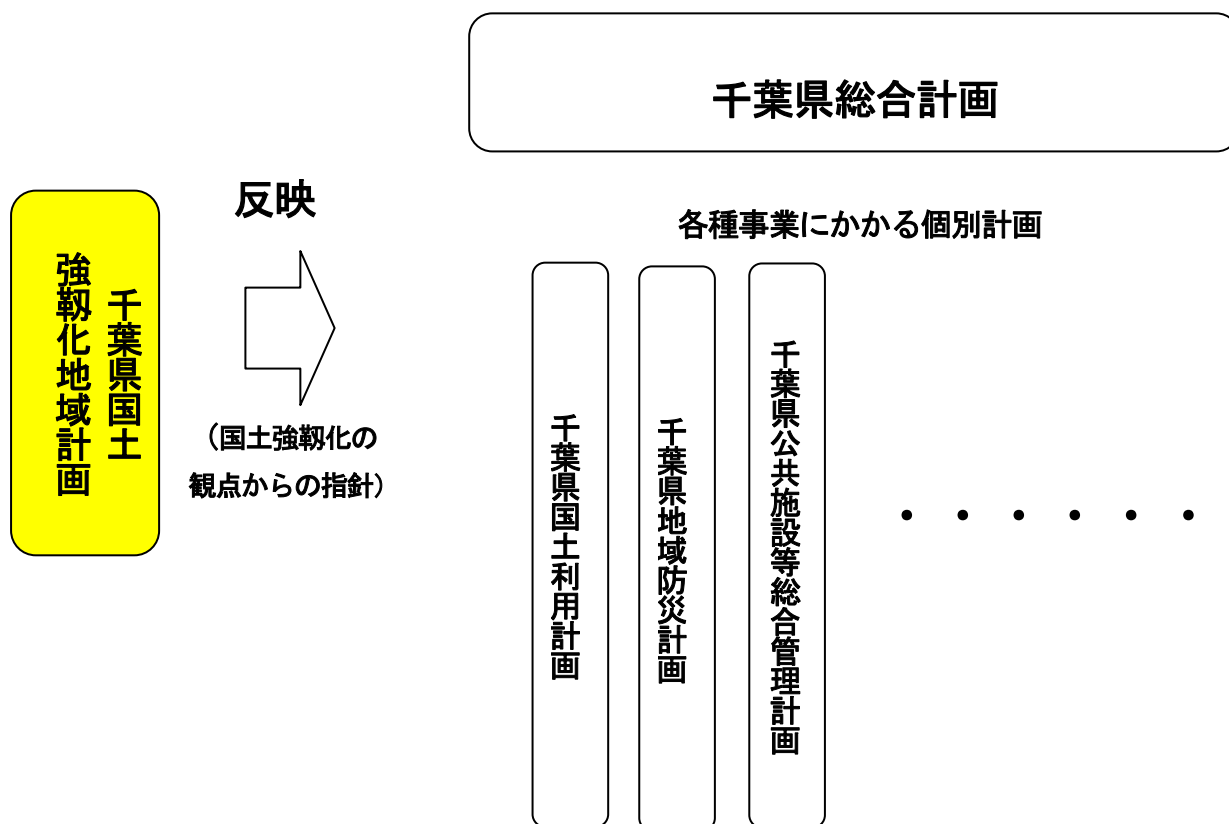 千葉県総合計画
千葉県国土
強靱化地域計画
反映
（国土強靱化の
観点からの指針）
各種事業にかかる個別計画
千葉県国土利用計画
千葉県地域防災計画
千葉県公共施設等総合管理計画
・・・・・・